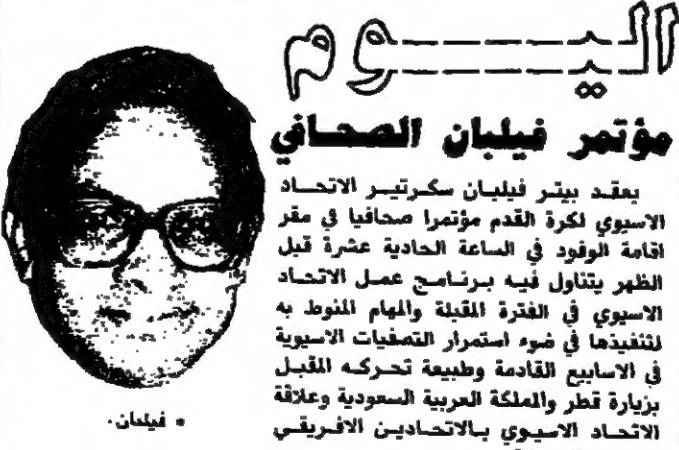 اليوم
مؤتمر فيلبان الصحافي
يعقد بيتر فيلبان سكرتير الاتحاد
الاسيوي لكرة القدم مؤتمرا صحافيا في مقر
اقامة الوفود في الساعة الحادية عشرة قبل
الظهر يتناول فيه برنامج عمل الاتحاد
الاسيوي في الفترة المقبلة والمهام المنوط به
لتنفيذها في ضوء استمرار التصفيات الاسيوية
في الاسابيع القادمة وطبيعة تحركه المقبل
بزيارة قطر والمملكة العربية السعودية وعلاقة
الاتحاد الاسيوي بالاتحادين الافريقي
* فيلبان.